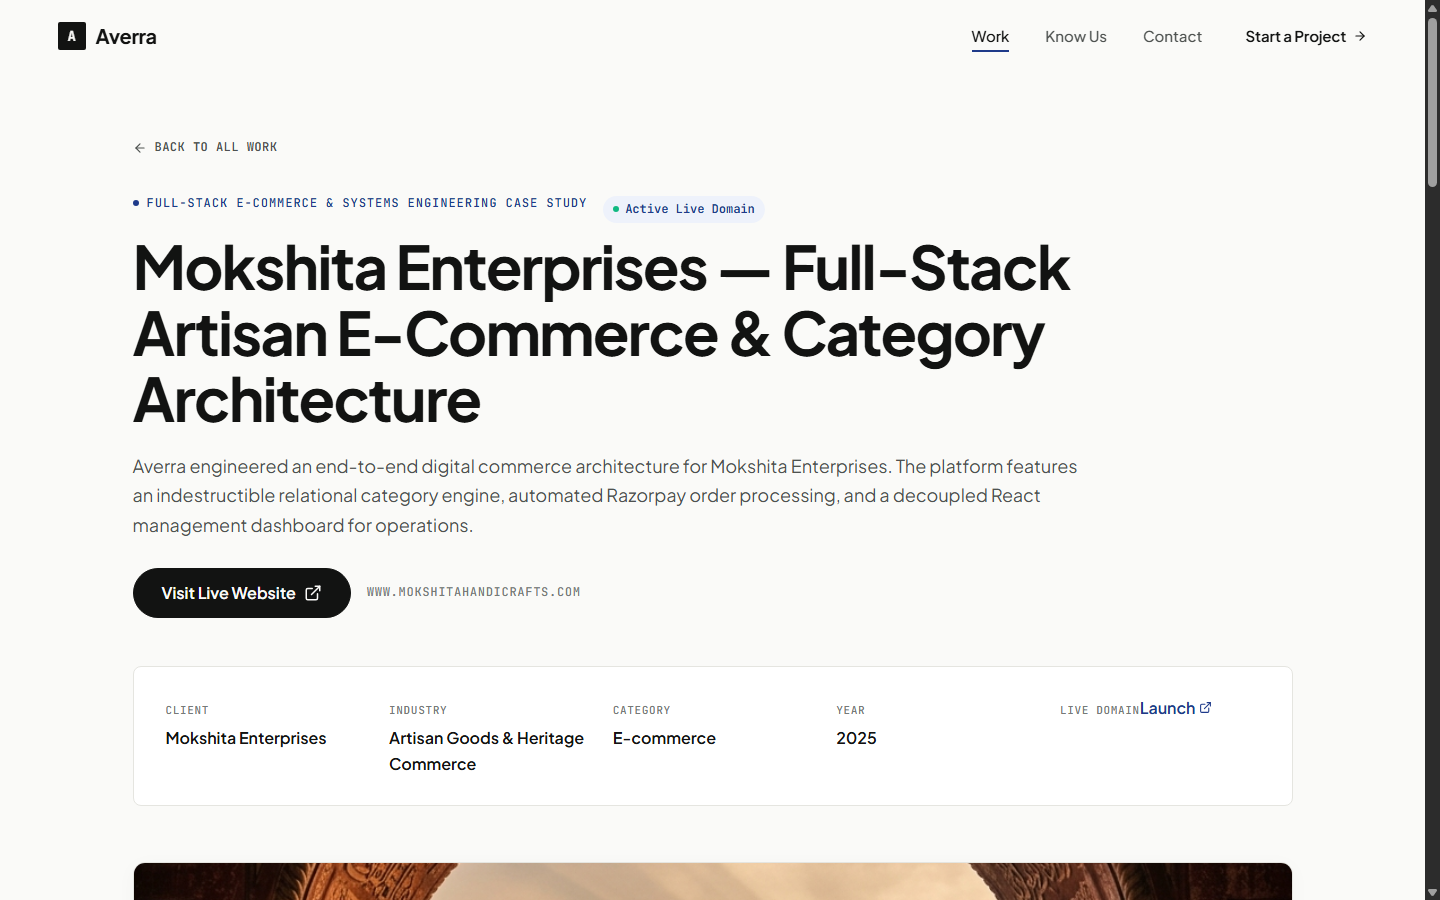 A Averra
Work Know Us Contact Start a Project →
← BACK TO ALL WORK
FULL-STACK E-COMMERCE & SYSTEMS ENGINEERING CASE STUDY Active Live Domain
Mokshita Enterprises — Full-Stack
Artisan E-Commerce & Category
Architecture
Averra engineered an end-to-end digital commerce architecture for Mokshita Enterprises. The platform features
an indestructible relational category engine, automated Razorpay order processing, and a decoupled React
management dashboard for operations.
Visit Live Website WWW.MOKSHITAHANDICRAFTS.COM
CLIENT
Mokshita Enterprises
INDUSTRY
Artisan Goods & Heritage
Commerce
CATEGORY
E-commerce
YEAR
2025
LIVE DOMAIN Launch